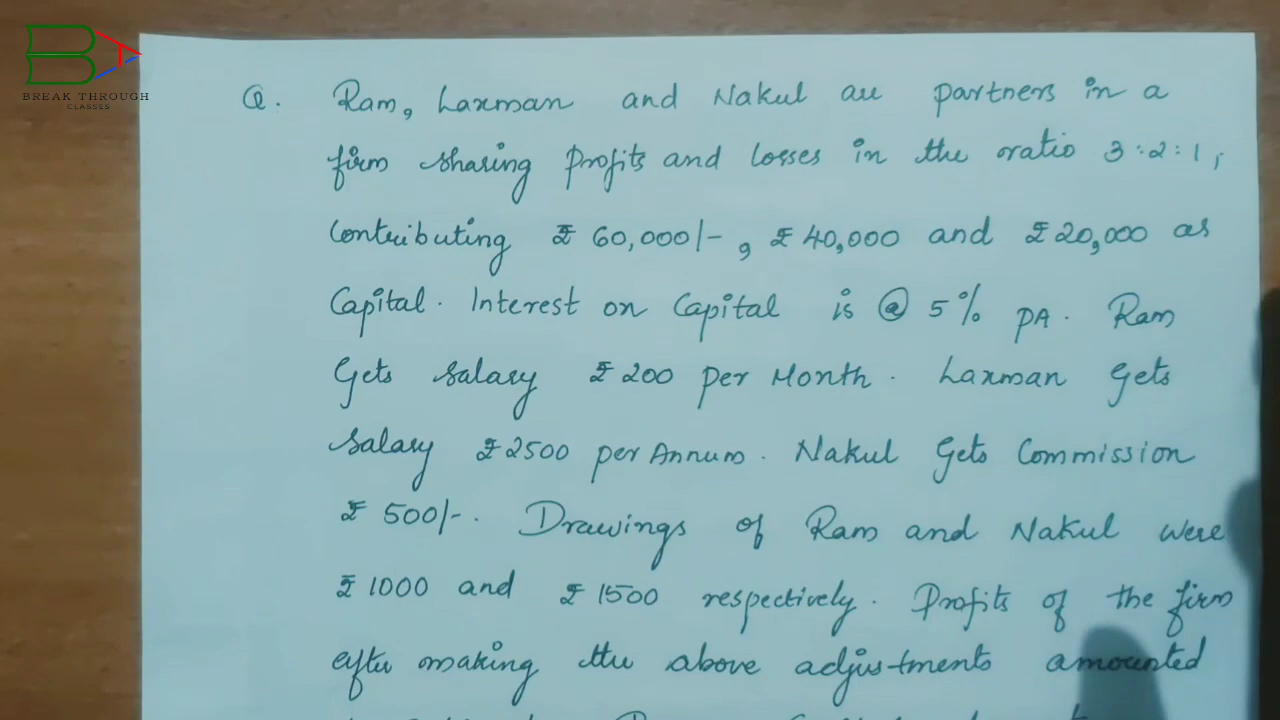 BREAK THROUGH
CLASSES
Q. Ram, Laxman and Nakul are partners in a
firm sharing Profits and losses in the ratio 3:2:1,
Contributing ₹ 60,000/-, ₹ 40,000 and ₹ 20,000 as
Capital. Interest on Capital is @ 5% PA. Ram
Gets Salary ₹ 200 per Month. Laxman Gets
Salary ₹ 2500 per Annum. Nakul Gets Commission
₹ 500/-. Drawings of Ram and Nakul were
₹ 1000 and ₹ 1500 respectively. Profits of the firm
after making the above adjustments amounted